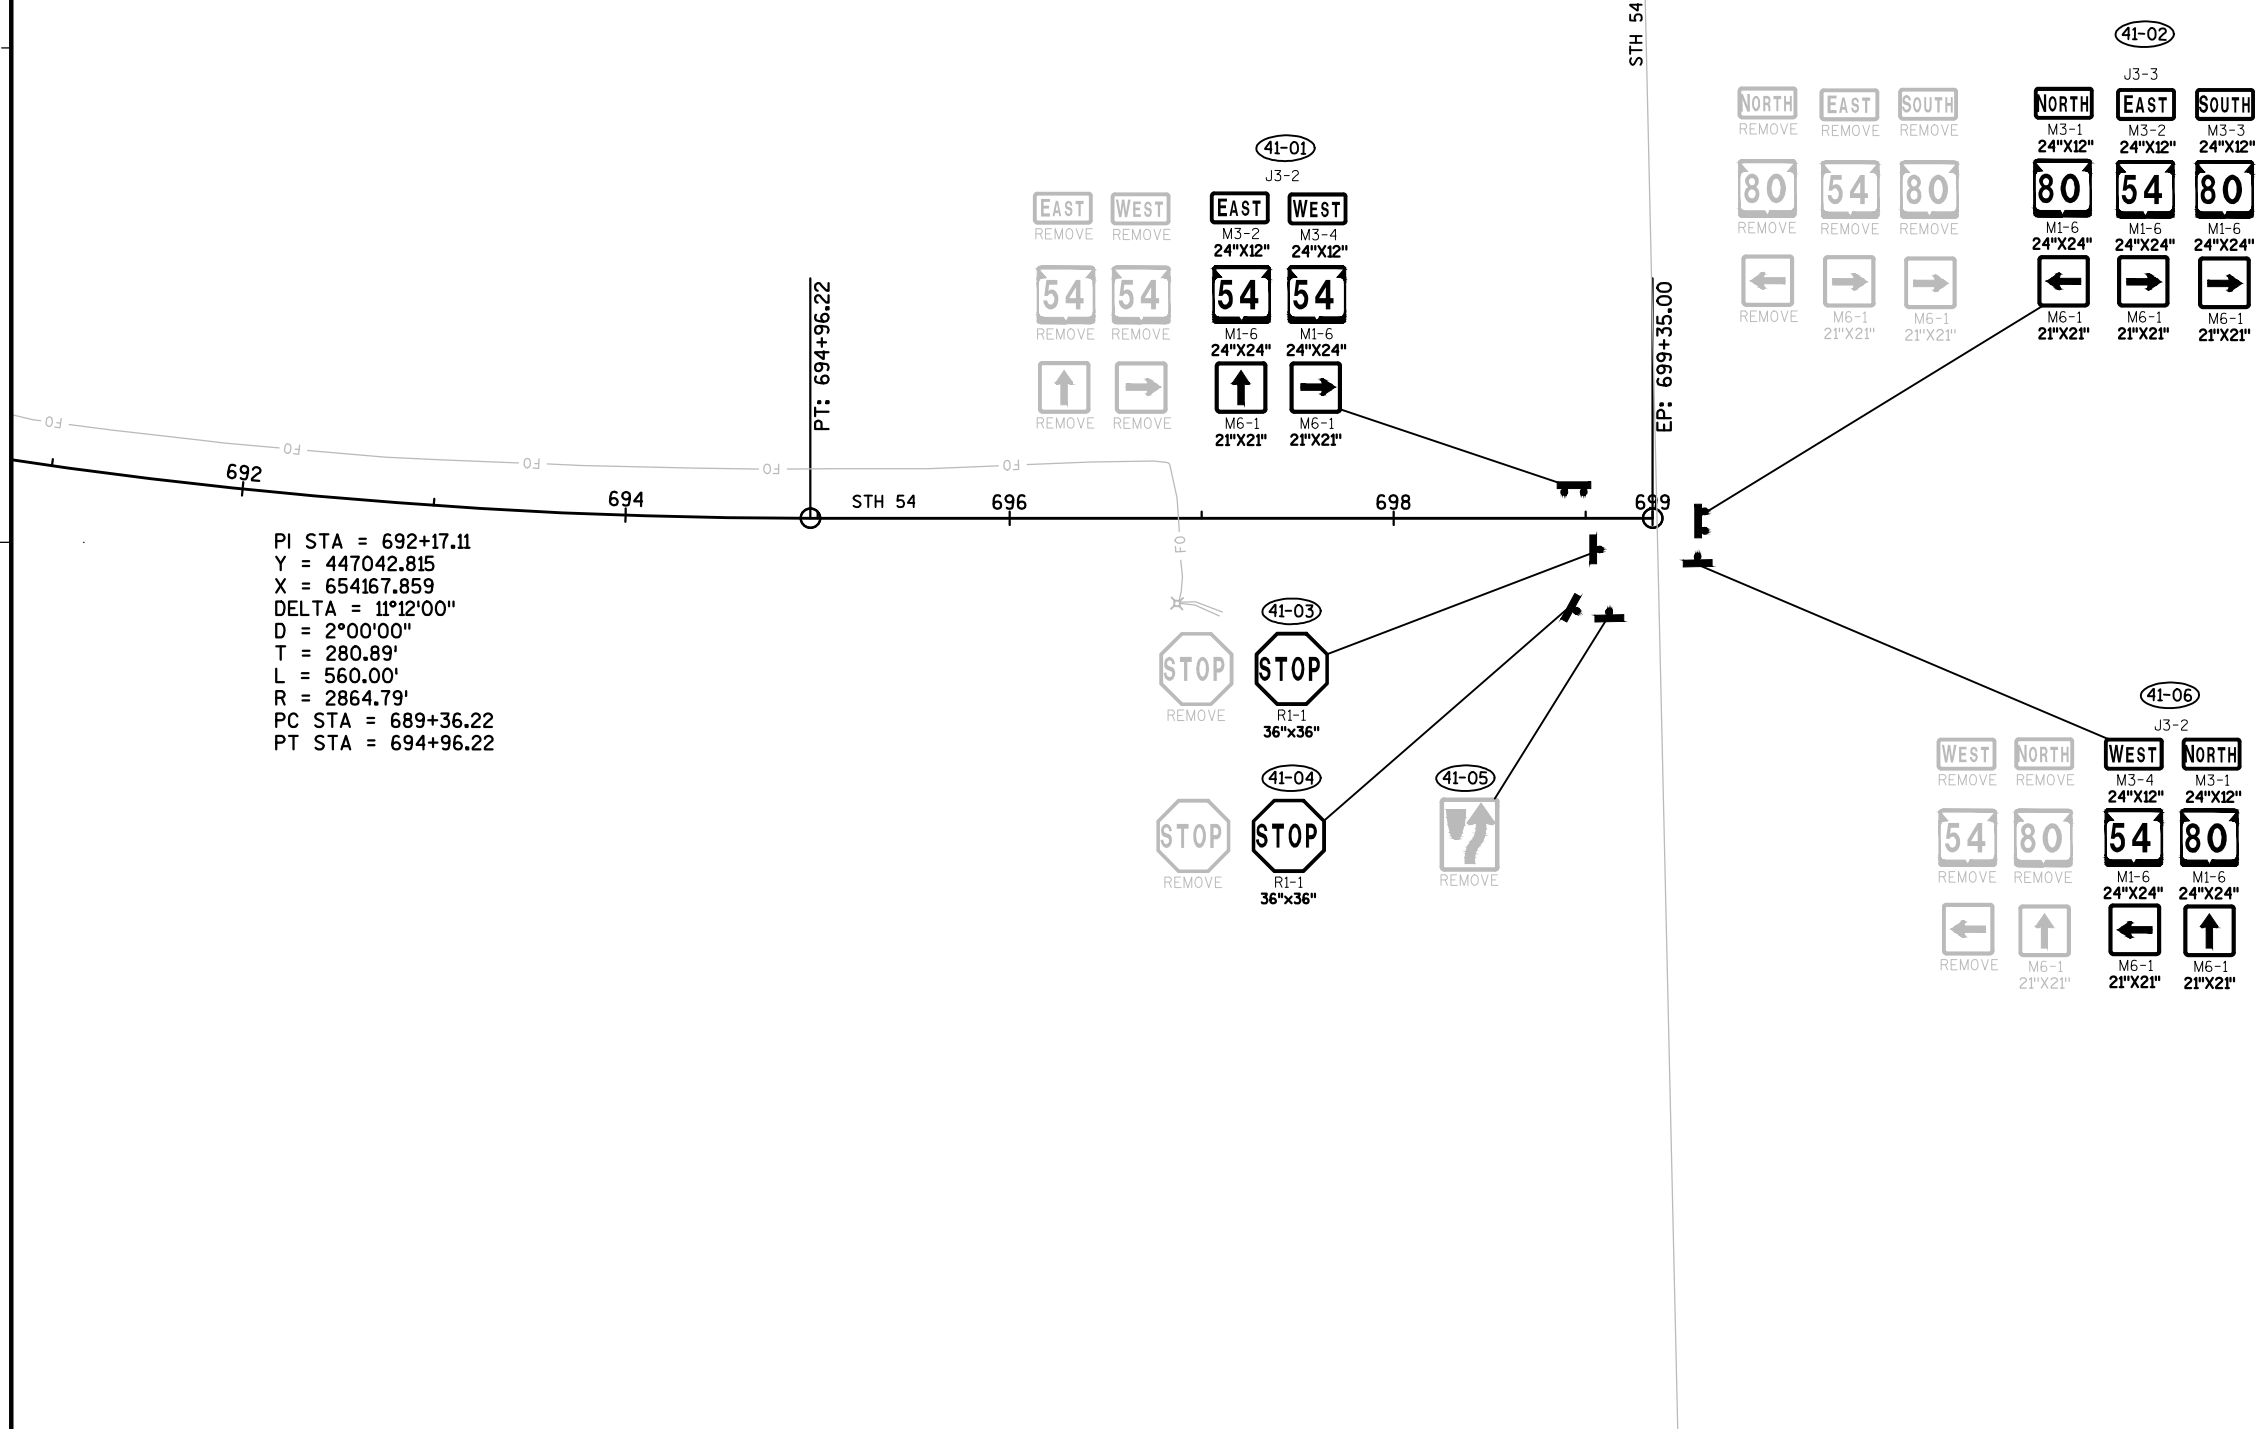 STH 54
41-02
J3-3
NORTH EAST SOUTH NORTH EAST SOUTH
REMOVE REMOVE REMOVE M3-1 M3-2 M3-3
24"X12" 24"X12" 24"X12"
80 54 80 80 54 80
REMOVE REMOVE REMOVE M1-6 M1-6 M1-6
24"X24" 24"X24" 24"X24"
REMOVE M6-1 M6-1 M6-1 M6-1 M6-1
21"X21" 21"X21" 21"X21" 21"X21" 21"X21"
41-01
J3-2
EAST WEST EAST WEST
REMOVE REMOVE M3-2 M3-4
24"X12" 24"X12"
54 54 54 54
REMOVE REMOVE M1-6 M1-6
24"X24" 24"X24"
REMOVE REMOVE M6-1 M6-1
21"X21" 21"X21"
PT: 694+96.22
EP: 699+35.00
FO FO FO FO FO
692 694 STH 54 696 698 699
FO
PI STA = 692+17.11
Y = 447042.815
X = 654167.859
DELTA = 11°12'00"
D = 2°00'00"
T = 280.89'
L = 560.00'
R = 2864.79'
PC STA = 689+36.22
PT STA = 694+96.22
41-03
STOP STOP
REMOVE R1-1
36"x36"
41-04
STOP STOP
REMOVE R1-1
36"x36"
41-05
REMOVE
41-06
J3-2
WEST NORTH WEST NORTH
REMOVE REMOVE M3-4 M3-1
24"X12" 24"X12"
54 80 54 80
REMOVE REMOVE M1-6 M1-6
24"X24" 24"X24"
REMOVE M6-1 M6-1 M6-1
21"X21" 21"X21" 21"X21"